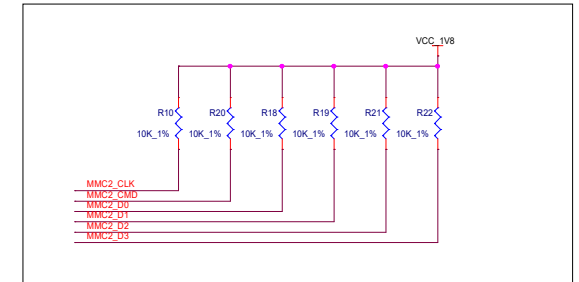 VCC_1V8
R10 R20 R18 R19 R21 R22
10K_1% 10K_1% 10K_1% 10K_1% 10K_1% 10K_1%
MMC2_CLK
MMC2_CMD
MMC2_D0
MMC2_D1
MMC2_D2
MMC2_D3